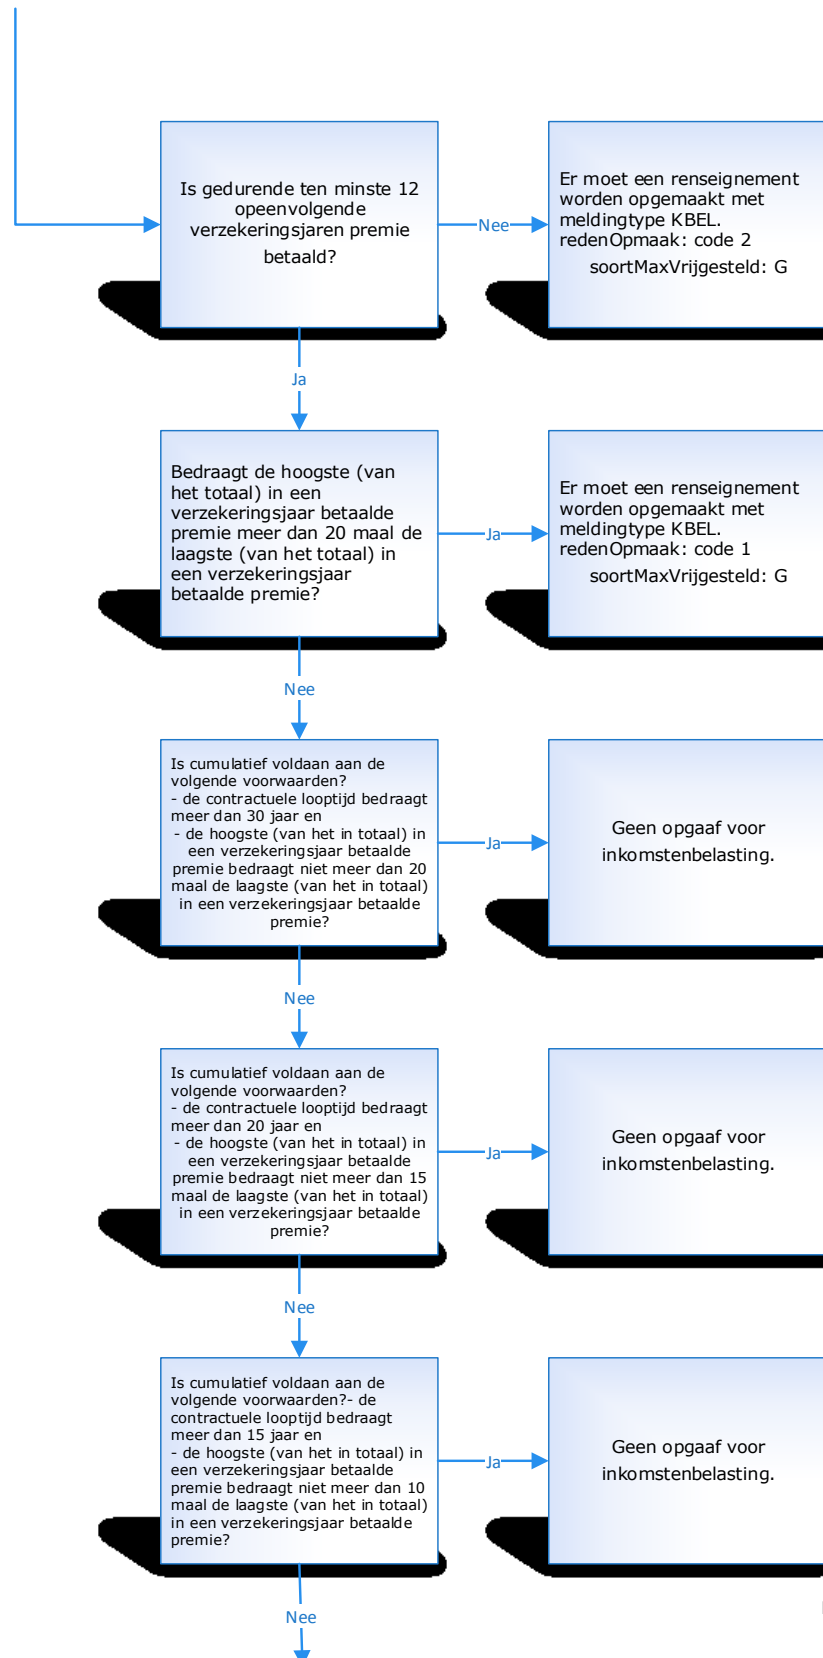 Is gedurende ten minste 12
opeenvolgende
verzekeringsjaren premie
betaald?
Nee
Er moet een renseignement
worden opgemaakt met
meldingtype KBEL.
redenOpmaak: code 2
soortMaxVrijgesteld: G
Ja
Bedraagt de hoogste (van
het totaal) in een
verzekeringsjaar betaalde
premie meer dan 20 maal de
laagste (van het totaal) in
een verzekeringsjaar
betaalde premie?
Ja
Er moet een renseignement
worden opgemaakt met
meldingtype KBEL.
redenOpmaak: code 1
soortMaxVrijgesteld: G
Nee
Is cumulatief voldaan aan de
volgende voorwaarden?
- de contractuele looptijd bedraagt
meer dan 30 jaar en
- de hoogste (van het in totaal) in
een verzekeringsjaar betaalde
premie bedraagt niet meer dan 20
maal de laagste (van het in totaal)
in een verzekeringsjaar betaalde
premie?
Ja
Geen opgaaf voor
inkomstenbelasting.
Nee
Is cumulatief voldaan aan de
volgende voorwaarden?
- de contractuele looptijd bedraagt
meer dan 20 jaar en
- de hoogste (van het in totaal) in
een verzekeringsjaar betaalde
premie bedraagt niet meer dan 15
maal de laagste (van het in totaal)
in een verzekeringsjaar betaalde
premie?
Ja
Geen opgaaf voor
inkomstenbelasting.
Nee
Is cumulatief voldaan aan de
volgende voorwaarden?- de
contractuele looptijd bedraagt
meer dan 15 jaar en
- de hoogste (van het in totaal) in
een verzekeringsjaar betaalde
premie bedraagt niet meer dan 10
maal de laagste (van het in totaal)
in een verzekeringsjaar betaalde
premie?
Ja
Geen opgaaf voor
inkomstenbelasting.
Nee